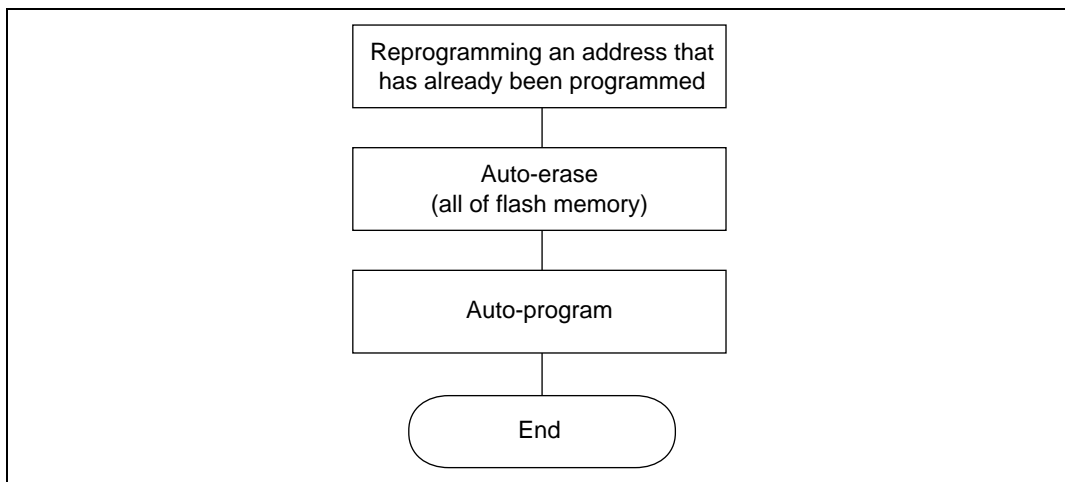 Reprogramming an address that
has already been programmed
Auto-erase
(all of flash memory)
Auto-program
End